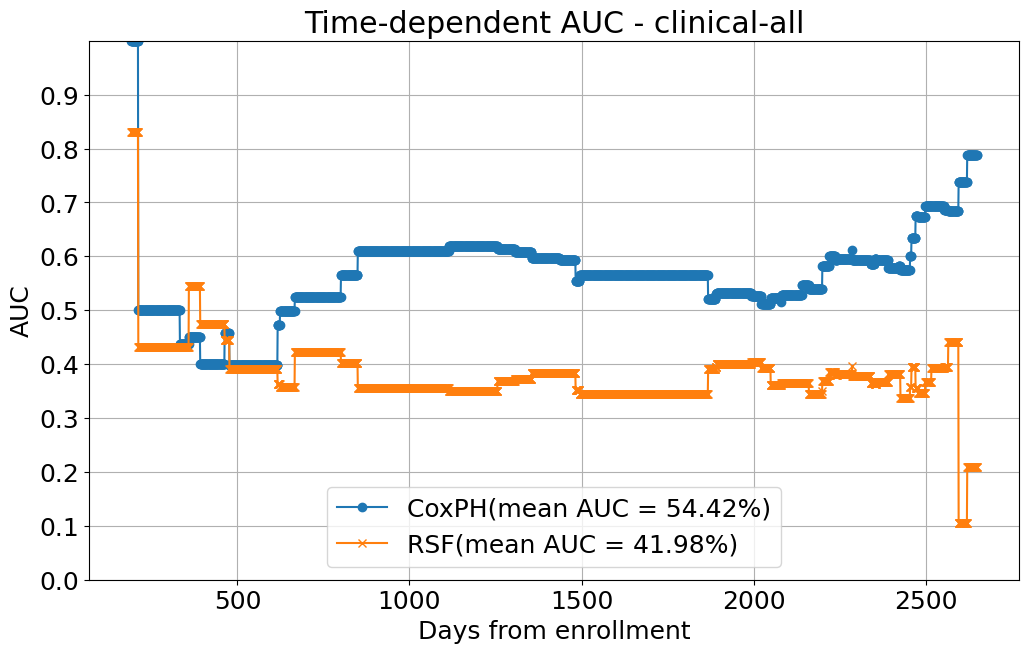 Time-dependent AUC - clinical-all
0.9
0.8
0.7
0.6
0.5
0.4
0.3
0.2
0.1
0.0
AUC
CoxPH(mean AUC = 54.42%)
RSF(mean AUC = 41.98%)
500 1000 1500 2000 2500
Days from enrollment